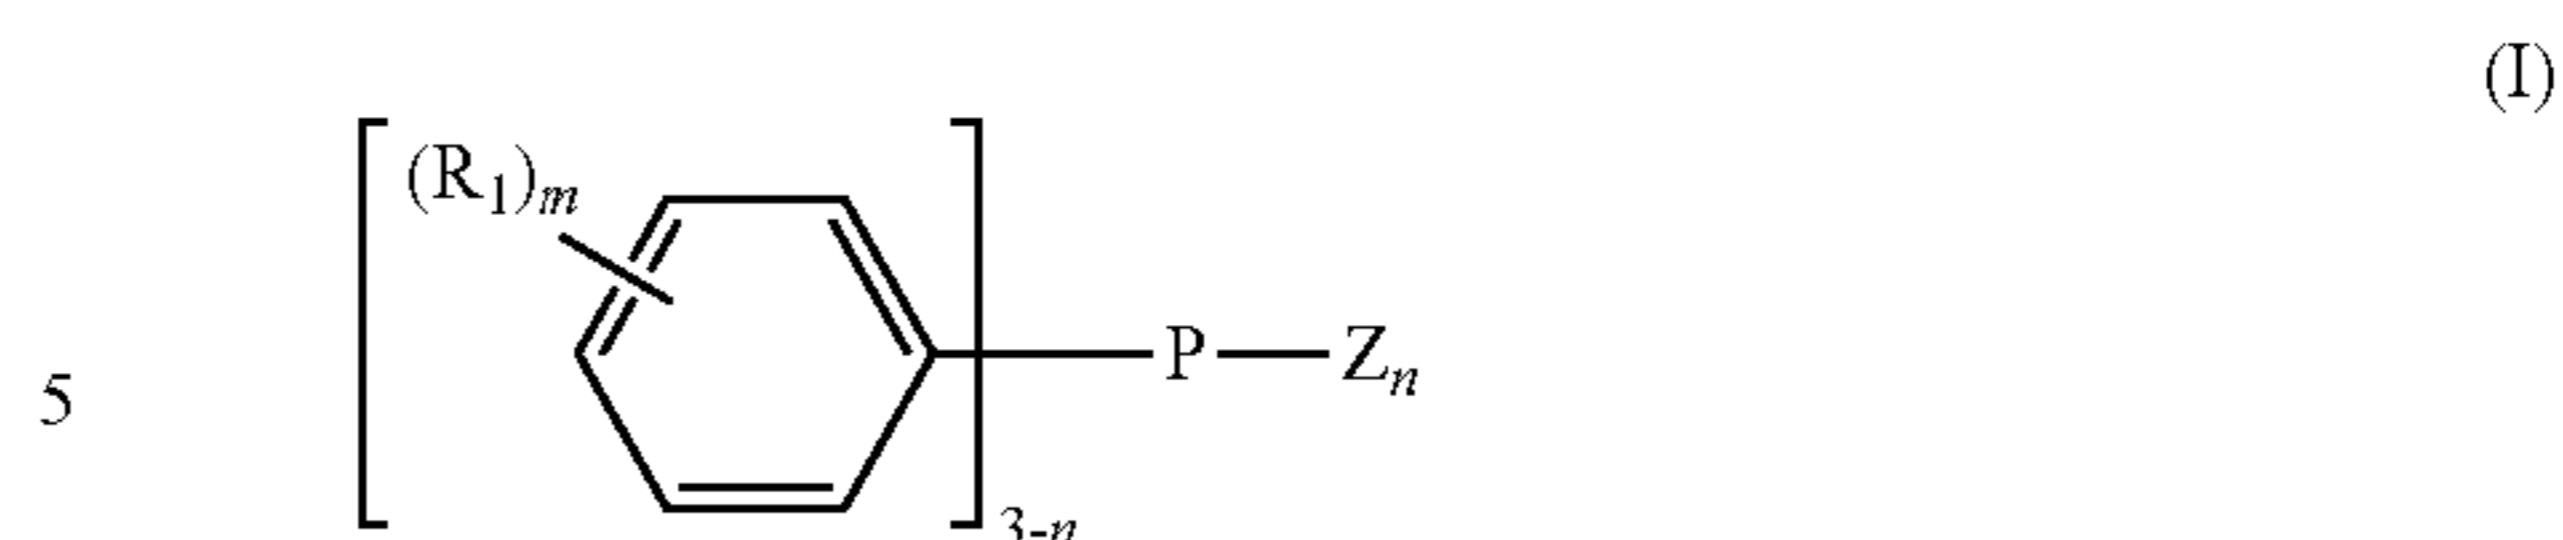 (I)
(R₁)ₘ
P—Zₙ
5
3-n